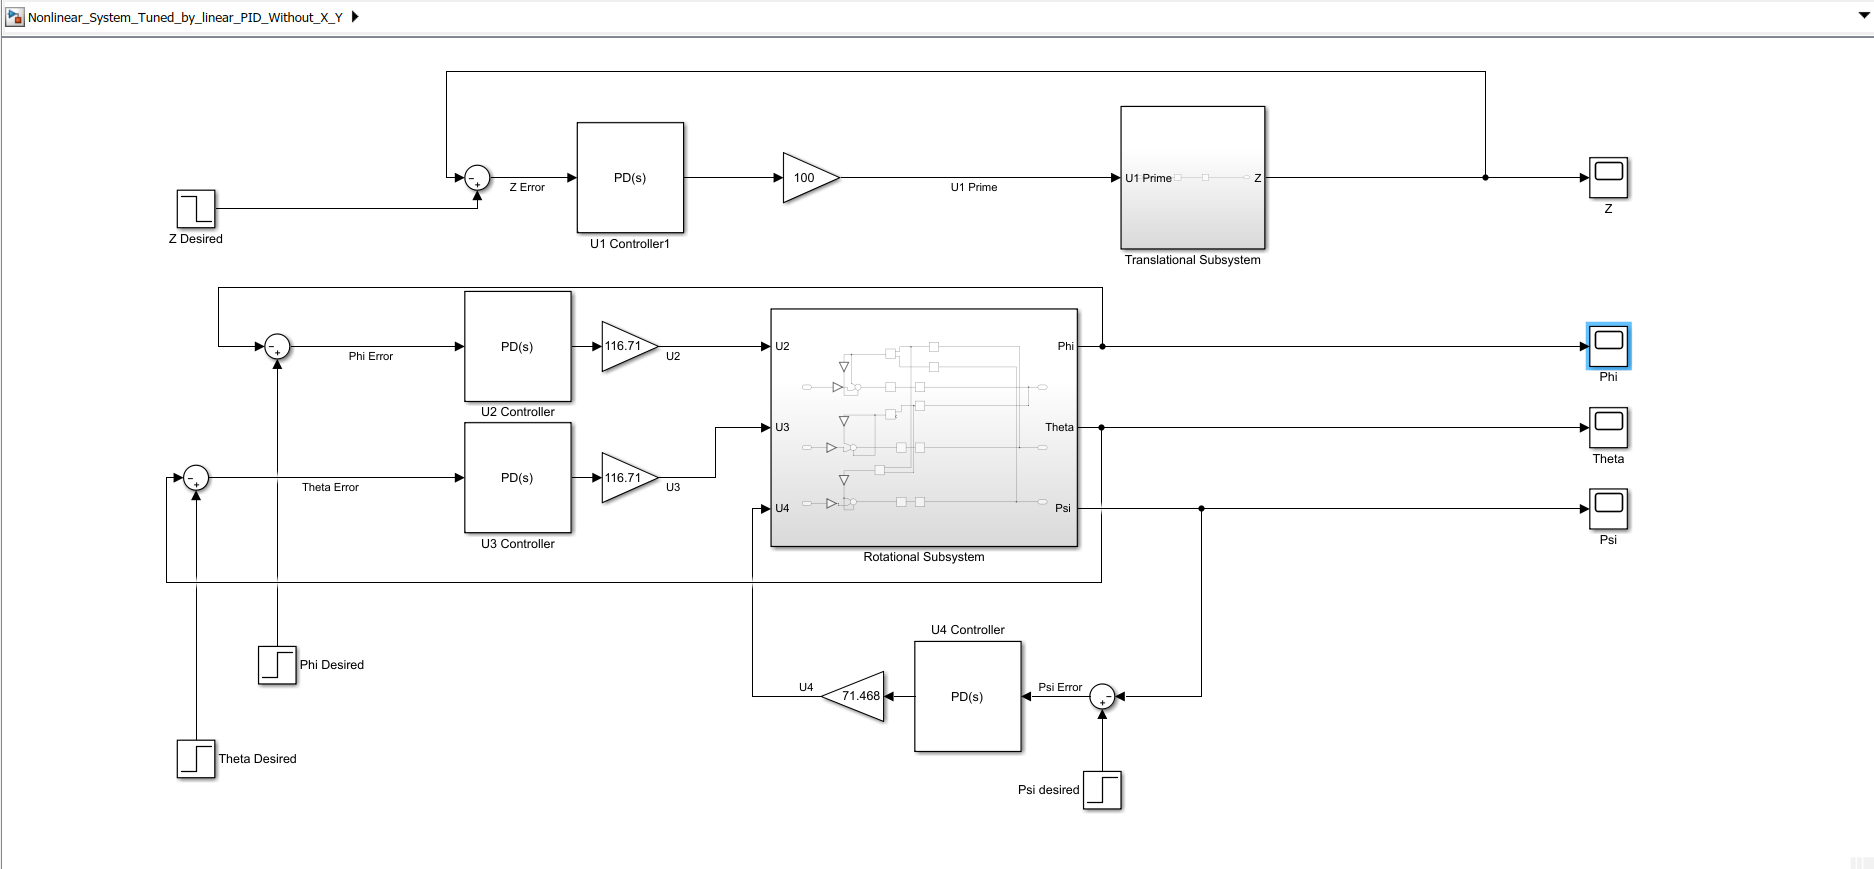 Nonlinear_System_Tuned_by_linear_PID_Without_X_Y
Z Desired
Z Error
PD(s)
U1 Controller1
100
U1 Prime
U1 Prime
Z
Translational Subsystem
Z
Phi Error
PD(s)
U2 Controller
116.71
U2
U2
Phi
Phi
Theta Error
PD(s)
U3 Controller
116.71
U3
U3
Theta
Theta
U4
Psi
Psi
Rotational Subsystem
U4 Controller
PD(s)
71.468
U4
Psi Error
Phi Desired
Theta Desired
Psi desired